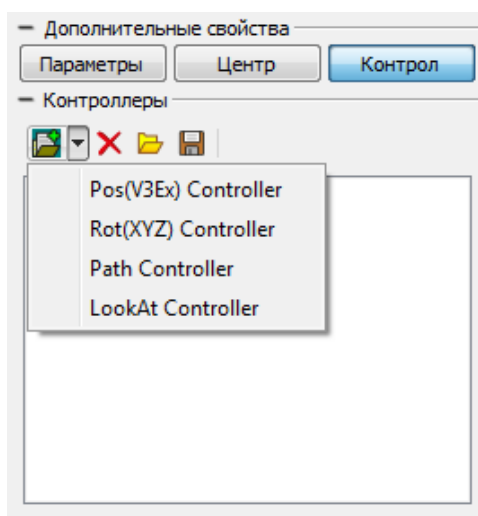 Дополнительные свойства
Параметры Центр Контрол
Контроллеры
Pos(V3Ex) Controller
Rot(XYZ) Controller
Path Controller
LookAt Controller